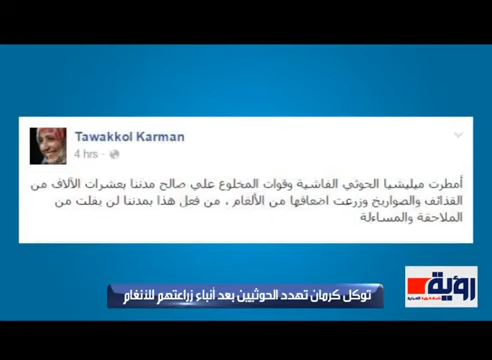 Tawakkol Karman
4 hrs ·
أمطرت ميليشيا الحوثي الفاشية وقوات المخلوع علي صالح مدننا بعشرات الآلاف من
القذائف والصواريخ وزرعت اضعافها من الألغام ، من فعل هذا بمدننا لن يفلت من
الملاحقة والمساءلة
رؤية
توكل كرمان تهدد الحوثيين بعد أنباء زراعتهم للالغام